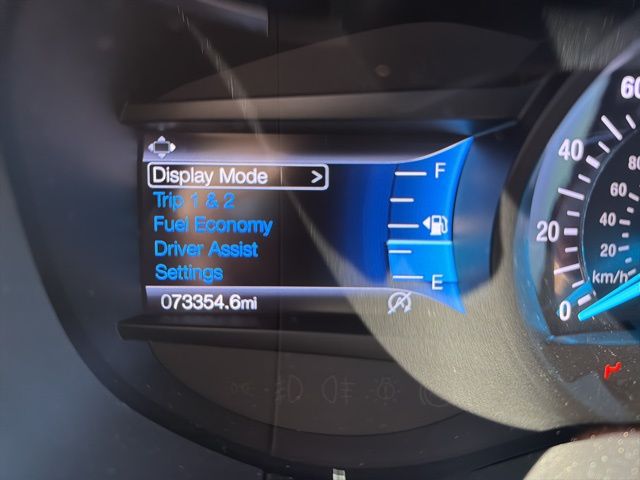 Display Mode >
Trip 1 & 2
Fuel Economy
Driver Assist
Settings
073354.6mi
F
E
60
40
20
0
80
60
40
20
km/h